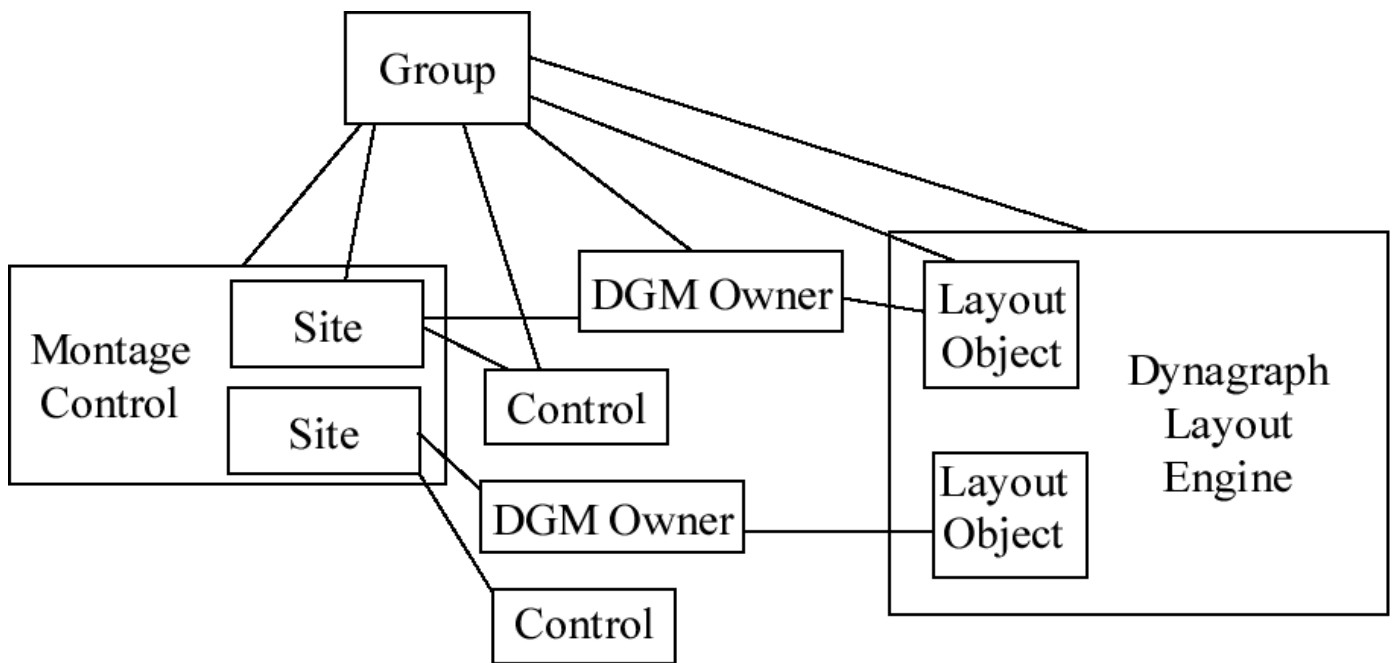 Group
DGM Owner
Layout
Object
Site
Montage
Control
Control
Dynagraph
Layout
Engine
Site
DGM Owner
Layout
Object
Control